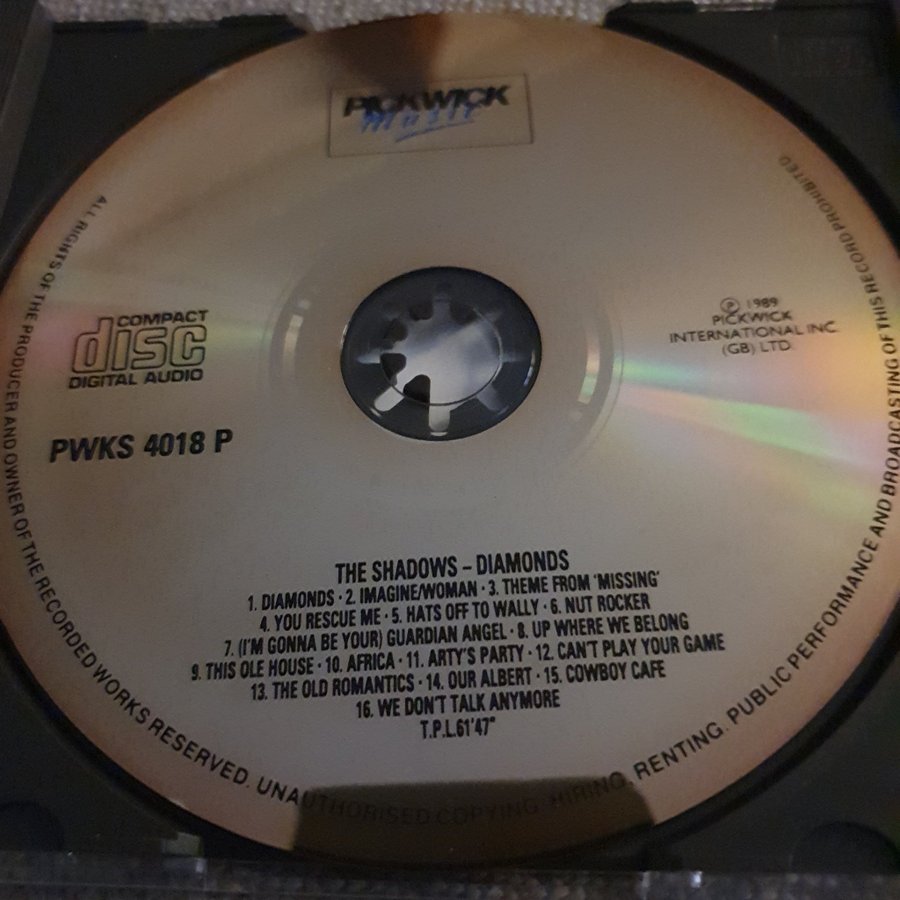 PICKWICK
Music
COMPACT
disc
DIGITAL AUDIO
PWKS 4018 P
℗ 1989
PICKWICK
INTERNATIONAL INC.
(GB) LTD.
THE SHADOWS – DIAMONDS
1. DIAMONDS · 2. IMAGINE/WOMAN · 3. THEME FROM 'MISSING'
4. YOU RESCUE ME · 5. HATS OFF TO WALLY · 6. NUT ROCKER
7. (I'M GONNA BE YOUR) GUARDIAN ANGEL · 8. UP WHERE WE BELONG
9. THIS OLE HOUSE · 10. AFRICA · 11. ARTY'S PARTY · 12. CAN'T PLAY YOUR GAME
13. THE OLD ROMANTICS · 14. OUR ALBERT · 15. COWBOY CAFE
16. WE DON'T TALK ANYMORE
T.P.L.61'47"
ALL RIGHTS OF THE PRODUCER AND OWNER OF THE RECORDED WORKS RESERVED. UNAUTHORISED COPYING, HIRING, RENTING. PUBLIC PERFORMANCE AND BROADCASTING OF THIS RECORD PROHIBITED